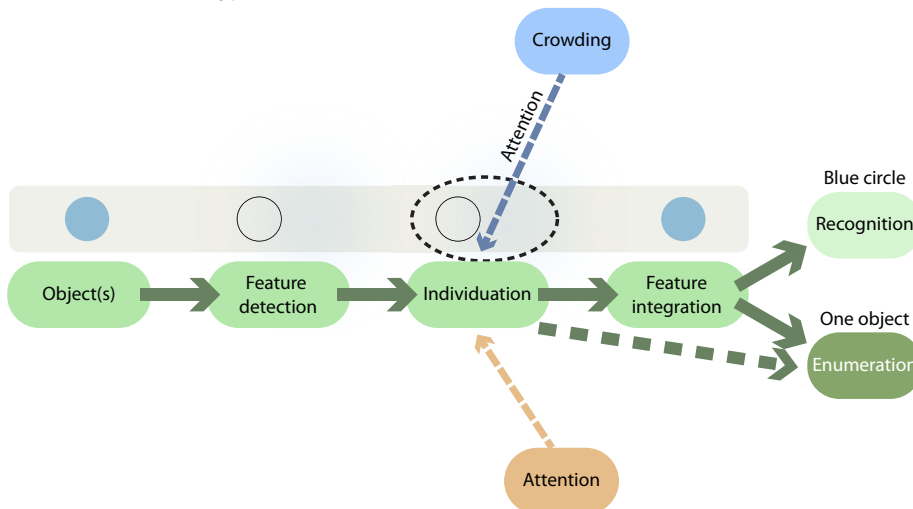 Crowding
Attention
Blue circle
Recognition
Object(s)
Feature
detection
Individuation
Feature
integration
One object
Enumeration
Attention